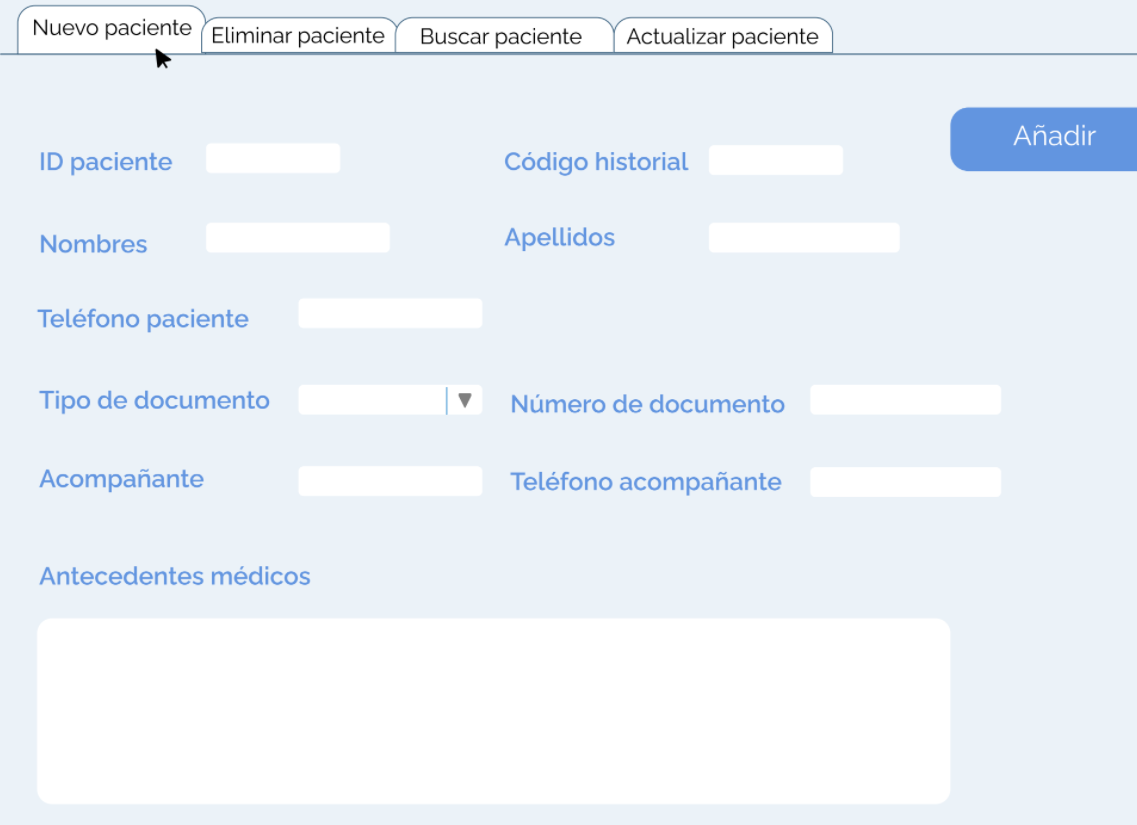 Nuevo paciente
Eliminar paciente
Buscar paciente
Actualizar paciente
Añadir
ID paciente
Código historial
Nombres
Apellidos
Teléfono paciente
Tipo de documento
Número de documento
Acompañante
Teléfono acompañante
Antecedentes médicos